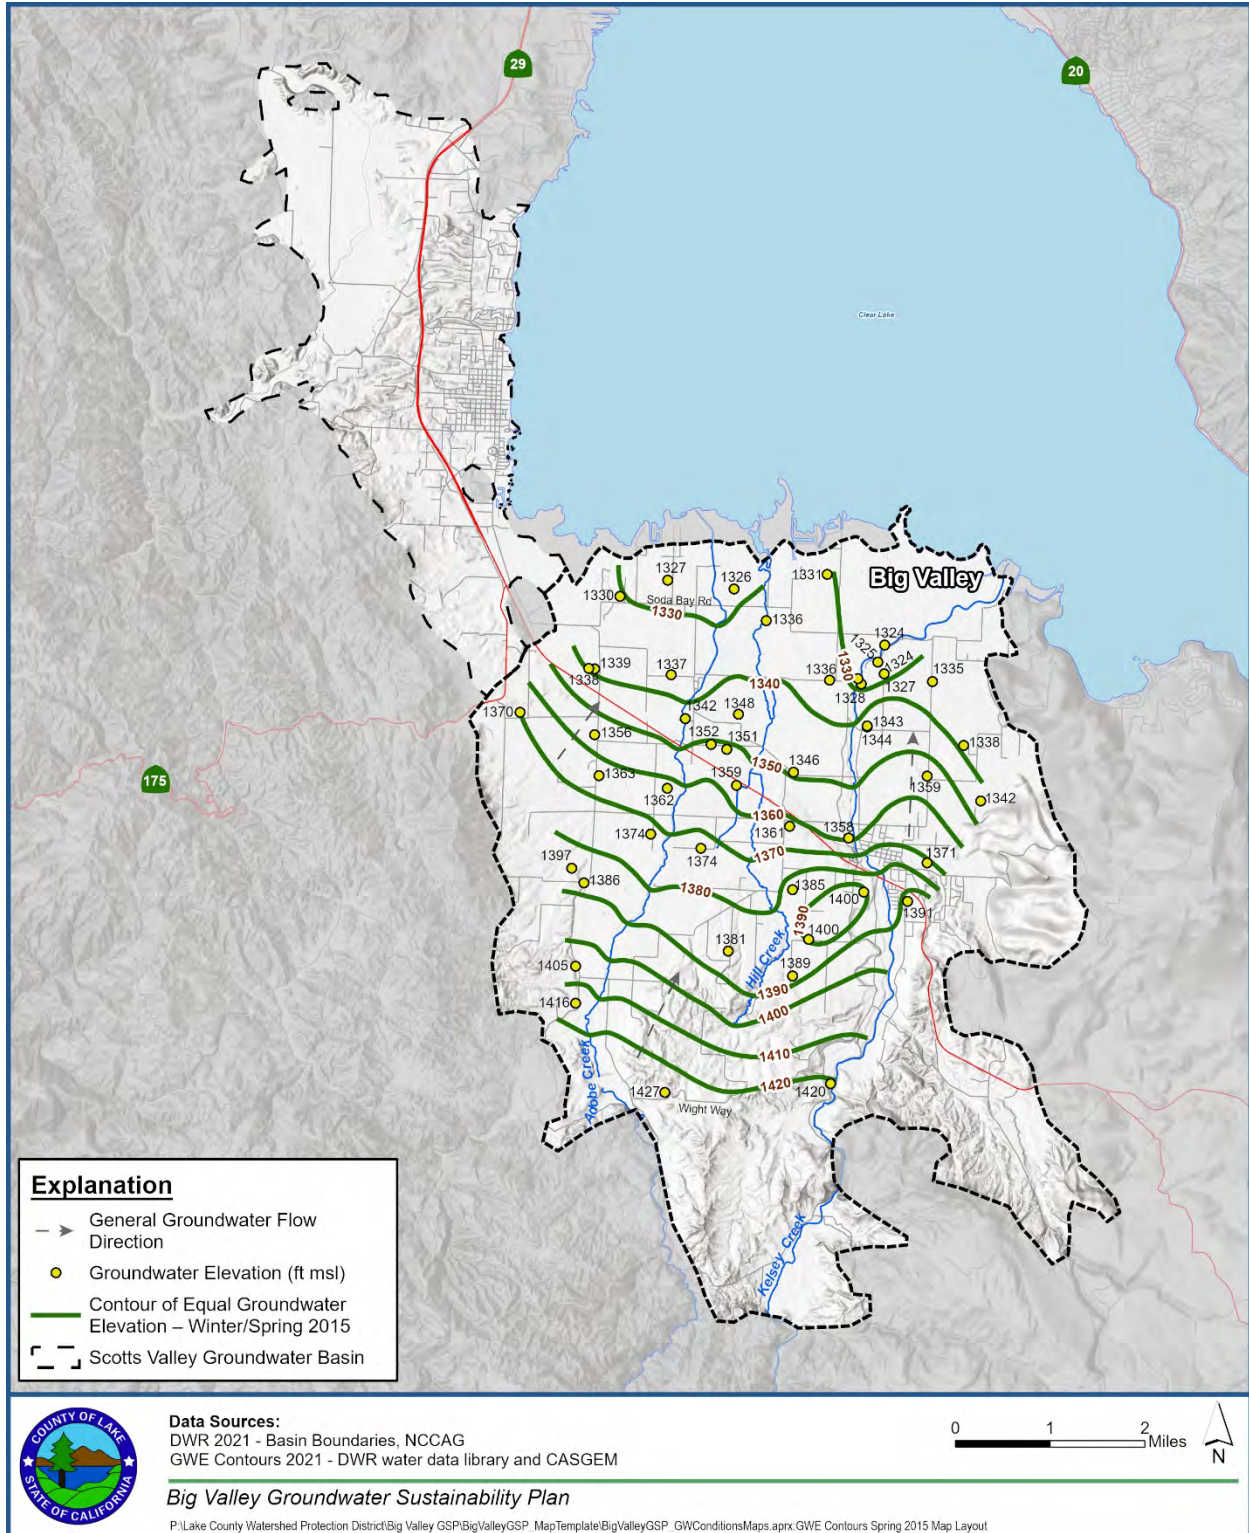 29
20
Clear Lake
Big Valley
1327
1326
1331
1330
Soda Bay Rd
1330
1336
1324
1325
1324
1330
1339
1338
1337
1340
1336
1328
1327
1335
1370
1342
1348
1343
1344
1338
1356
1352
1351
1350
1346
175
1363
1362
1359
1359
1342
1360
1361
1358
1374
1374
1370
1371
1397
1386
1380
1385
1400
1391
1390
1400
1381
Hill Creek
1389
1405
1390
1416
1400
1410
Adobe Creek
1420
1427
1420
Wight Way
Kelsey Creek
Explanation
General Groundwater Flow
Direction
Groundwater Elevation (ft msl)
Contour of Equal Groundwater
Elevation – Winter/Spring 2015
Scotts Valley Groundwater Basin
COUNTY OF LAKE
STATE OF CALIFORNIA
Data Sources:
DWR 2021 - Basin Boundaries, NCCAG
GWE Contours 2021 - DWR water data library and CASGEM
0 1 2
Miles
N
Big Valley Groundwater Sustainability Plan
P:\Lake County Watershed Protection District\Big Valley GSP\BigValleyGSP_MapTemplate\BigValleyGSP_GWConditionsMaps.aprx:GWE Contours Spring 2015 Map Layout